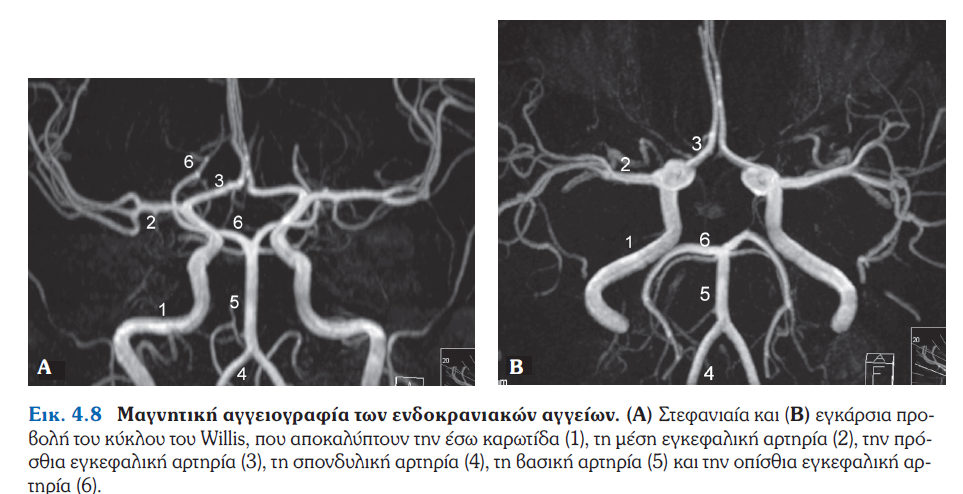 6
3
2
6
1
5
4
A
20
A
3
2
1
6
5
4
B
m
A
F
20
Εικ. 4.8 Μαγνητική αγγειογραφία των ενδοκρανιακών αγγείων. (Α) Στεφανιαία και (Β) εγκάρσια προ-
βολή του κύκλου του Willis, που αποκαλύπτουν την έσω καρωτίδα (1), τη μέση εγκεφαλική αρτηρία (2), την πρό-
σθια εγκεφαλική αρτηρία (3), τη σπονδυλική αρτηρία (4), τη βασική αρτηρία (5) και την οπίσθια εγκεφαλική αρ-
τηρία (6).